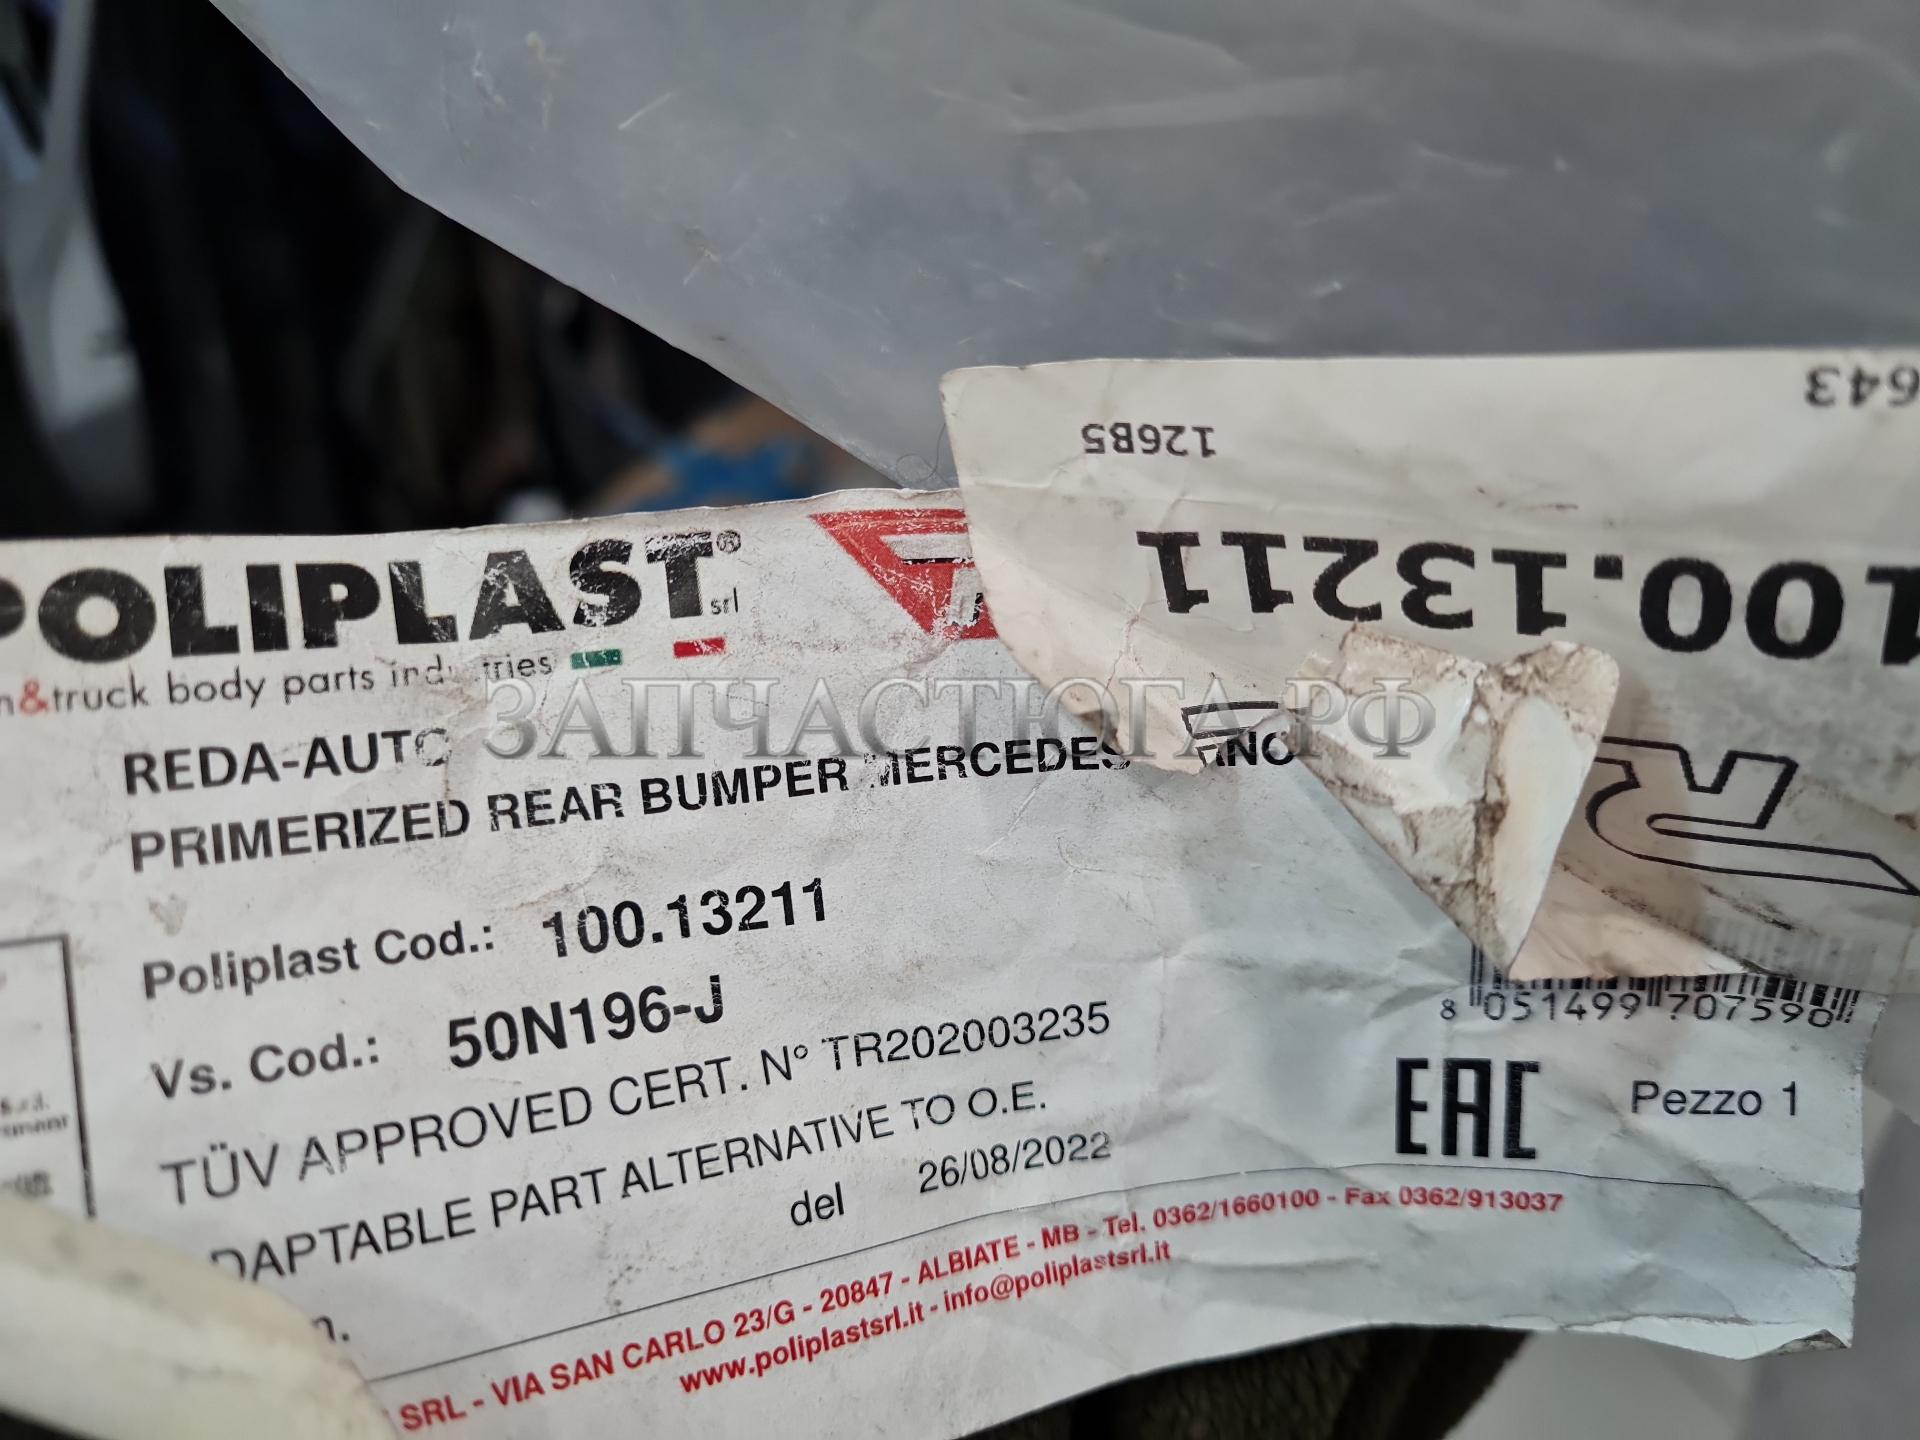 643
126B5
100.13211
POLIPLAST® srl
&truck body parts industries
REDA-AUTO
PRIMERIZED REAR BUMPER MERCEDES
Poliplast Cod.: 100.13211
Vs. Cod.: 50N196-J
TÜV APPROVED CERT. N° TR202003235
DAPTABLE PART ALTERNATIVE TO O.E.
del 26/08/2022
8 051499 707590
EAC
Pezzo 1
SRL - VIA SAN CARLO 23/G - 20847 - ALBIATE - MB - Tel. 0362/1660100 - Fax 0362/913037
www.poliplastsrl.it - info@poliplastsrl.it
ЗАПЧАСТЮГА.РФ